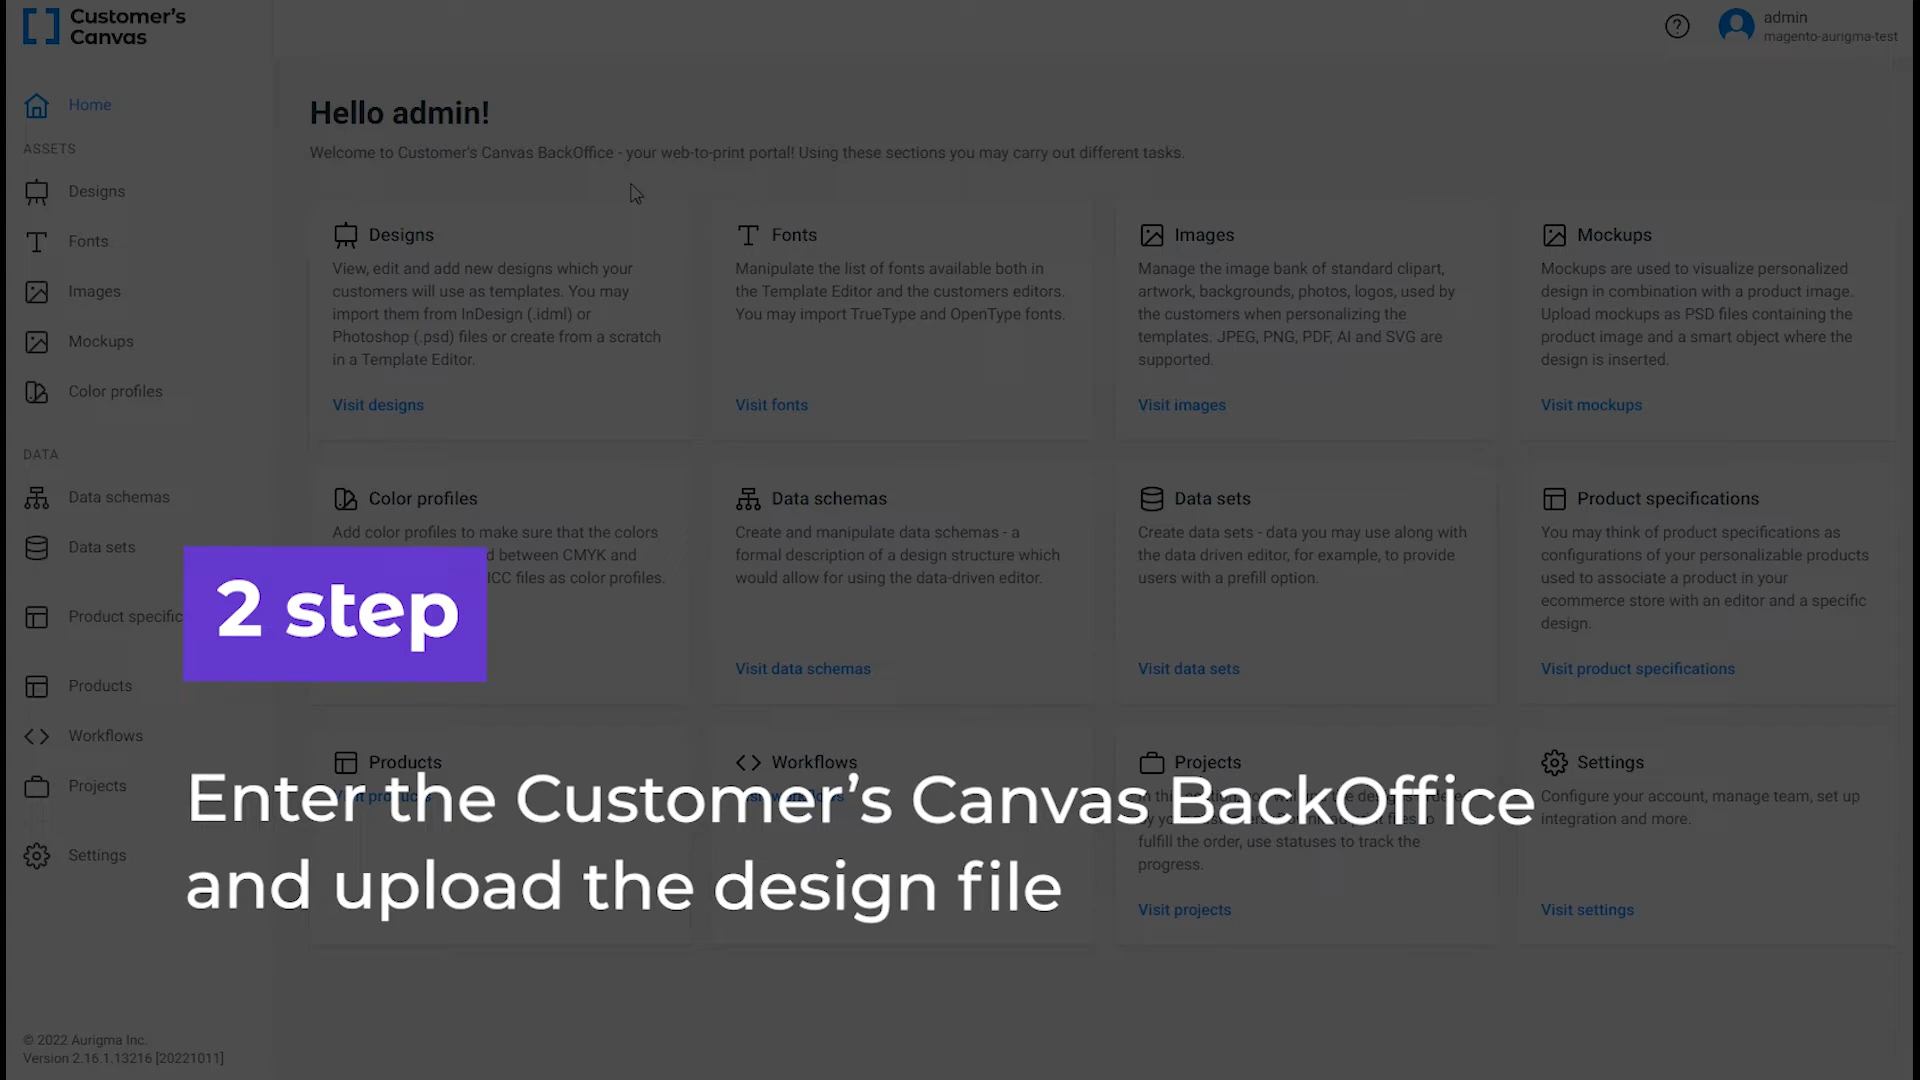 Customer's
Canvas
admin
magento-aurigma-test
Home
ASSETS
Designs
Fonts
Images
Mockups
Color profiles
DATA
Data schemas
Data sets
Product specific
Products
Workflows
Projects
Settings
© 2022 Aurigma Inc.
Version 2.16.1.13216 [20221011]
Hello admin!
Welcome to Customer's Canvas BackOffice - your web-to-print portal! Using these sections you may carry out different tasks.
Designs
View, edit and add new designs which your
customers will use as templates. You may
import them from InDesign (.idml) or
Photoshop (.psd) files or create from a scratch
in a Template Editor.
Visit designs
Fonts
Manipulate the list of fonts available both in
the Template Editor and the customers editors.
You may import TrueType and OpenType fonts.
Visit fonts
Images
Manage the image bank of standard clipart,
artwork, backgrounds, photos, logos, used by
the customers when personalizing the
templates. JPEG, PNG, PDF, AI and SVG are
supported.
Visit images
Mockups
Mockups are used to visualize personalized
design in combination with a product image.
Upload mockups as PSD files containing the
product image and a smart object where the
design is inserted.
Visit mockups
Color profiles
Add color profiles to make sure that the colors
d between CMYK and
ICC files as color profiles.
Data schemas
Create and manipulate data schemas - a
formal description of a design structure which
would allow for using the data-driven editor.
Visit data schemas
Data sets
Create data sets - data you may use along with
the data driven editor, for example, to provide
users with a prefill option.
Visit data sets
Product specifications
You may think of product specifications as
configurations of your personalizable products
used to associate a product in your
ecommerce store with an editor and a specific
design.
Visit product specifications
Products
Visit products
Workflows
Visit workflows
Projects
fulfill the order, use statuses to track the
progress.
Visit projects
Settings
Configure your account, manage team, set up
integration and more.
Visit settings
2 step
Enter the Customer's Canvas BackOffice
and upload the design file